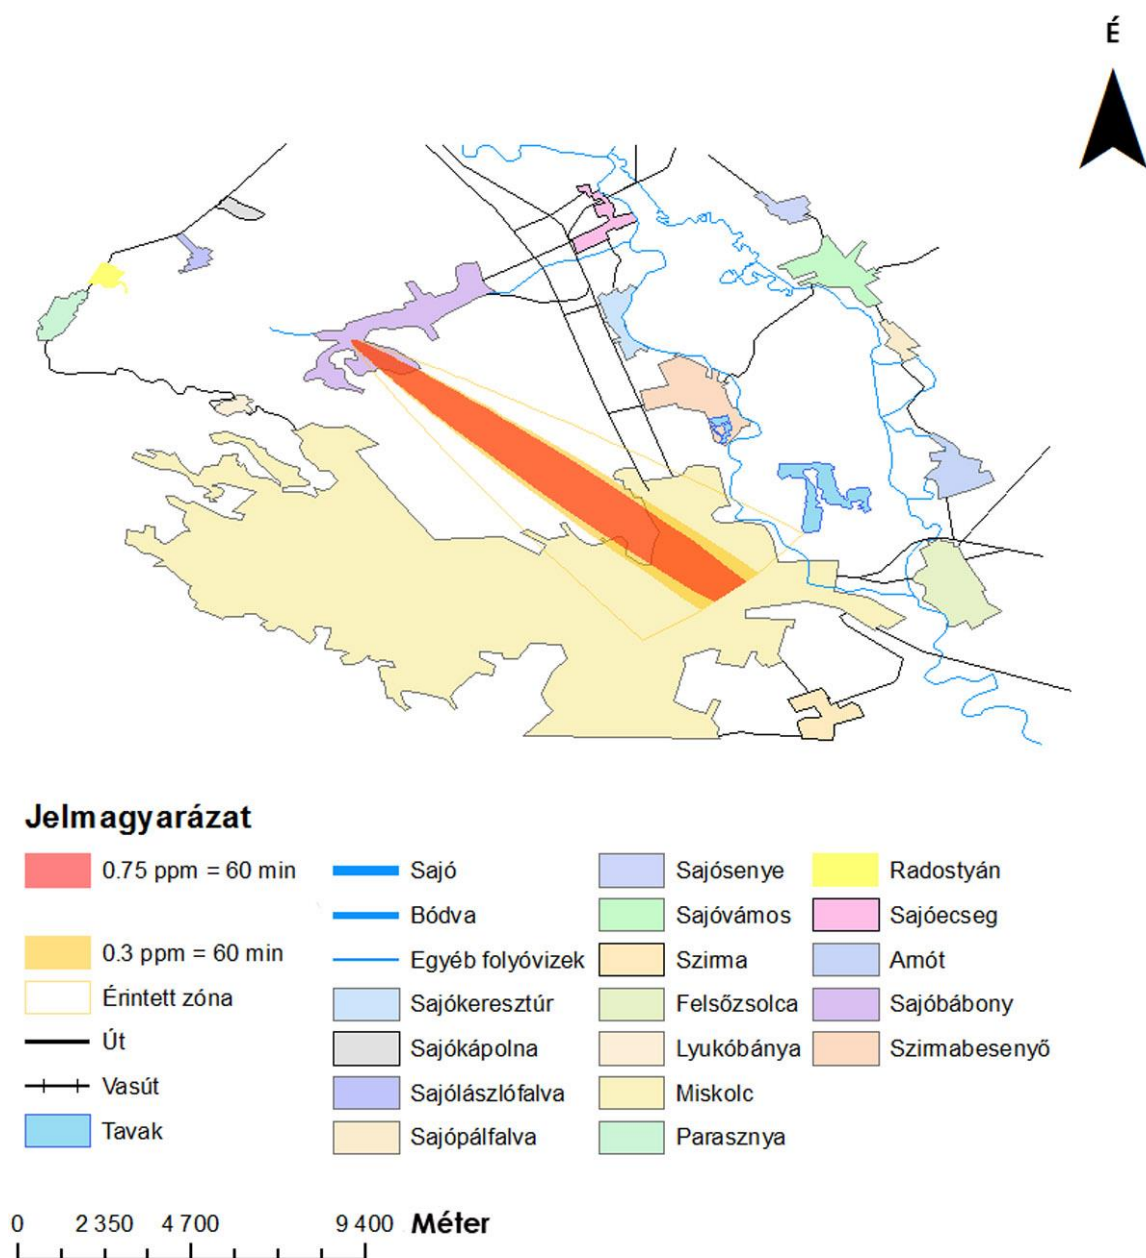 É
Jelmagyarázat
0.75 ppm = 60 min
0.3 ppm = 60 min
Érintett zóna
Út
Vasút
Tavak
Sajó
Bódva
Egyéb folyóvizek
Sajókeresztúr
Sajókápolna
Sajólászlófalva
Sajópálfalva
Sajósenye
Sajóvámos
Szirma
Felsőzsolca
Lyukóbánya
Miskolc
Parasznya
Radostyán
Sajóecseg
Amót
Sajóbábony
Szirmabesenyő
0 2 350 4 700 9 400 Méter